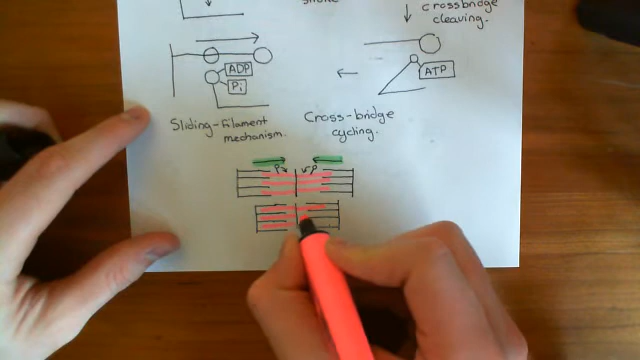 crossbridge
cleaving.
ADP
Pi
ATP
Sliding-filament
mechanism.
Cross-bridge
cycling.